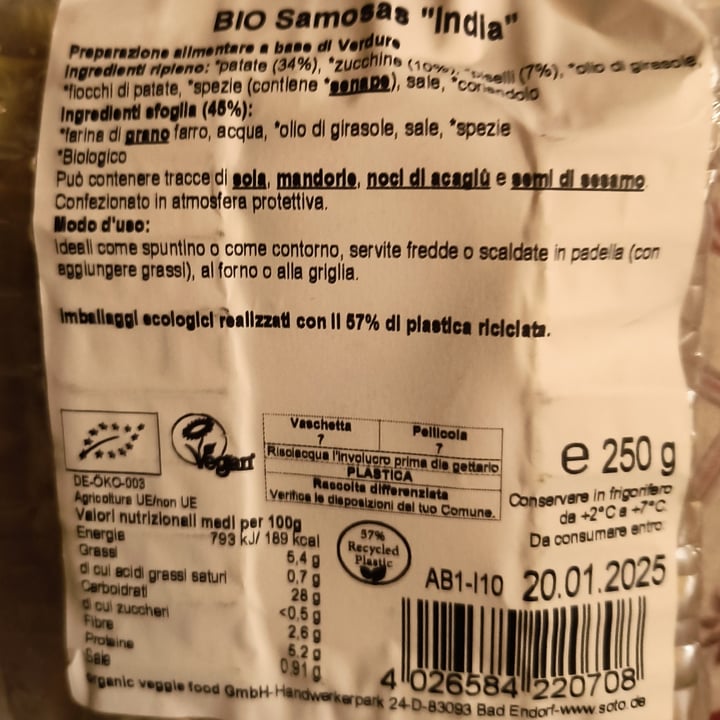 BIO Samosas "India"
Preparazione alimentare a base di Verdure
Ingredienti ripieno: *patate (34%), *zucchine (10%), *piselli (7%), *olio di girasole,
*fiocchi di patate, *spezie (contiene *senape), sale, *coriandolo
Ingredienti sfoglia (45%):
*farina di grano farro, acqua, *olio di girasole, sale, *spezie
*Biologico
Può contenere tracce di soia, mandorle, noci di acagiù e semi di sesamo
Confezionato in atmosfera protettiva.
Modo d'uso:
Ideali come spuntino o come contorno, servite fredde o scaldate in padella (con
aggiungere grassi), al forno o alla griglia.
Imballaggi ecologici realizzati con il 57% di plastica riciclata.
Vegan
Vaschetta Pellicola
7 7
Risciacqua l'involucro prima die gettarlo
PLASTICA
Raccolta differenziata
Verifica le disposizioni del tuo Comune.
e 250 g
Conservare in frigorifero
da +2°C a +7°C
Da consumare entro:
DE-ÖKO-003
Agricoltura UE/non UE
Valori nutrizionali medi per 100g
Energie 793 kJ/ 189 kcal
Grassi 5,4 g
di cui acidi grassi saturi 0,7 g
Carboidrati 28 g
di cui zuccheri <0,5 g
Fibre 2,6 g
Proteine 5,2 g
Sale 0,91 g
57%
Recycled
Plastic
AB1-I10 20.01.2025
4 026584 220708
organic veggie food GmbH-Handwerkerpark 24-D-83093 Bad Endorf-www.soto.de